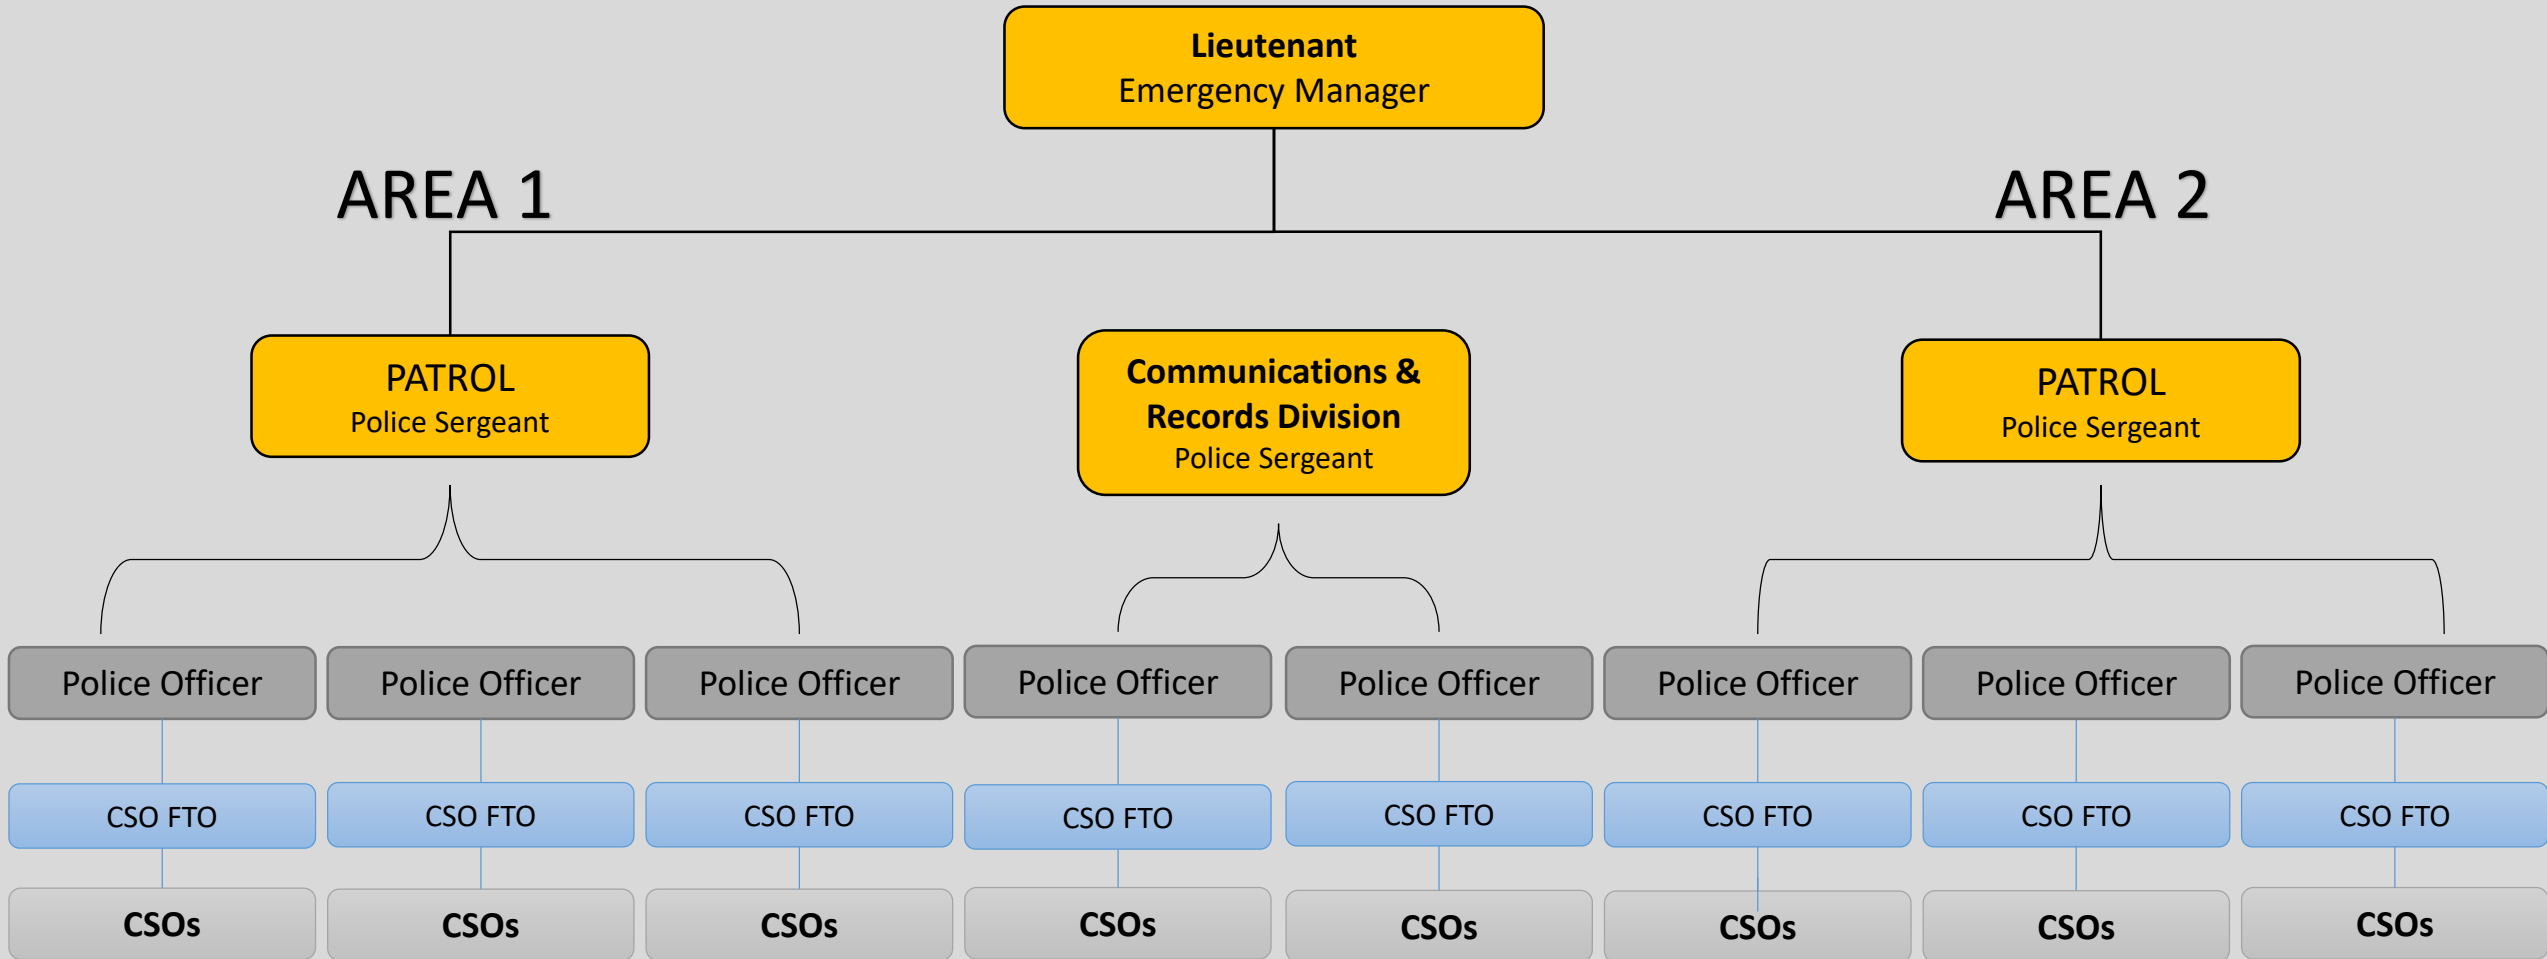 Lieutenant
Emergency Manager
AREA 1
AREA 2
PATROL
Police Sergeant
Communications &
Records Division
Police Sergeant
PATROL
Police Sergeant
Police Officer
Police Officer
Police Officer
Police Officer
Police Officer
Police Officer
Police Officer
Police Officer
CSO FTO
CSO FTO
CSO FTO
CSO FTO
CSO FTO
CSO FTO
CSO FTO
CSO FTO
CSOs
CSOs
CSOs
CSOs
CSOs
CSOs
CSOs
CSOs